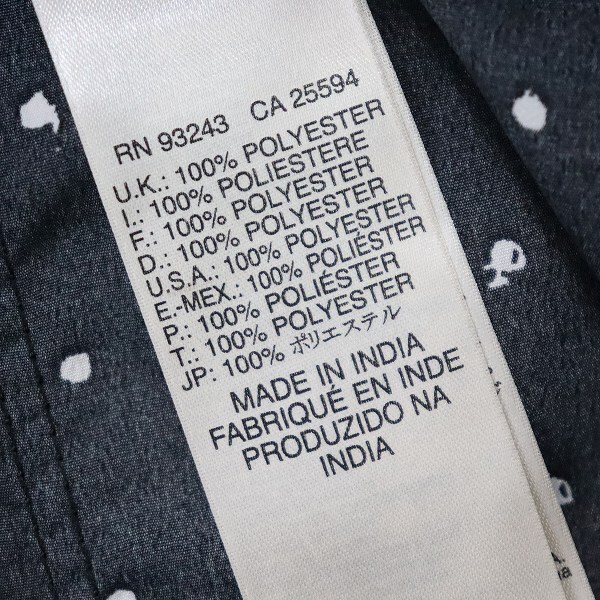 RN 93243 CA 25594
U.K.: 100% POLYESTER
I.: 100% POLIESTERE
F.: 100% POLYESTER
D.: 100% POLYESTER
U.S.A.: 100% POLYESTER
E.-MEX.: 100% POLIÉSTER
P.: 100% POLIÉSTER
T.: 100% POLYESTER
JP: 100% ポリエステル
MADE IN INDIA
FABRIQUÉ EN INDE
PRODUZIDO NA
INDIA